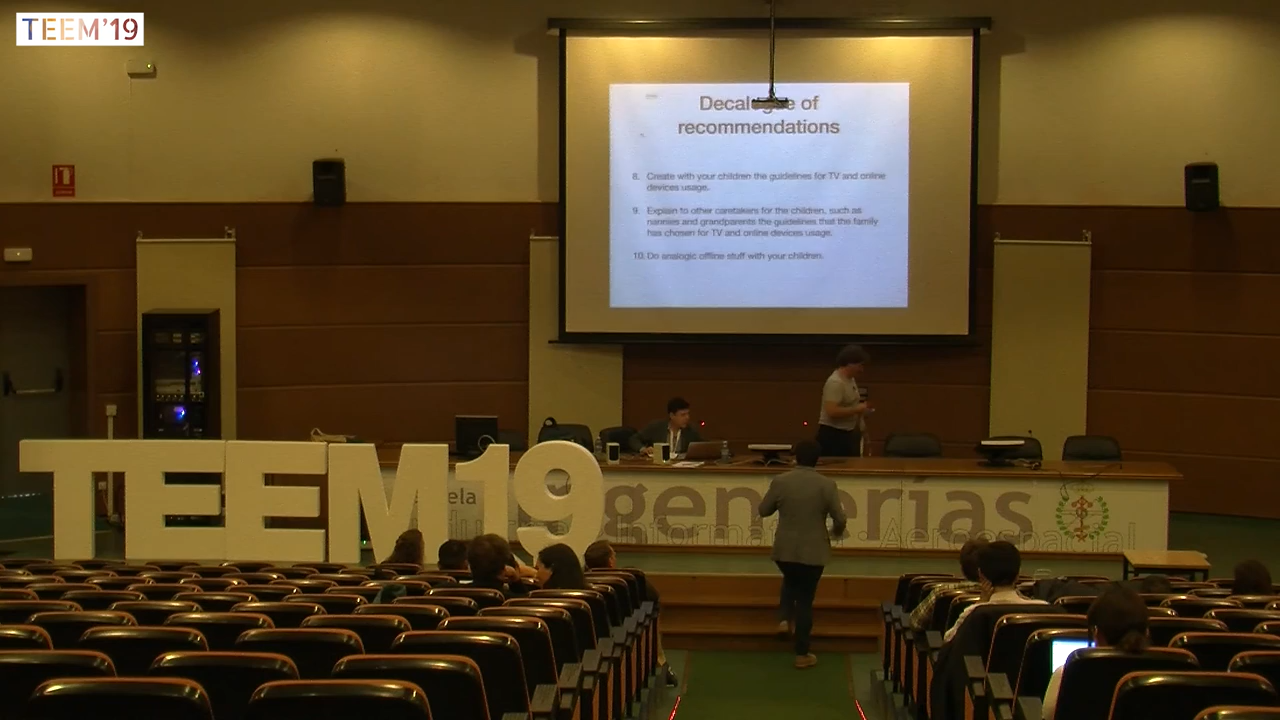 TEEM'19
Decalogue of
recommendations
8. Create with your children the guidelines for TV and online
devices usage.
9. Explain to other caretakers for the children, such as
nannies and grandparents the guidelines that the family
has chosen for TV and online devices usage.
10. Do analogic offline stuff with your children.
TEEM19